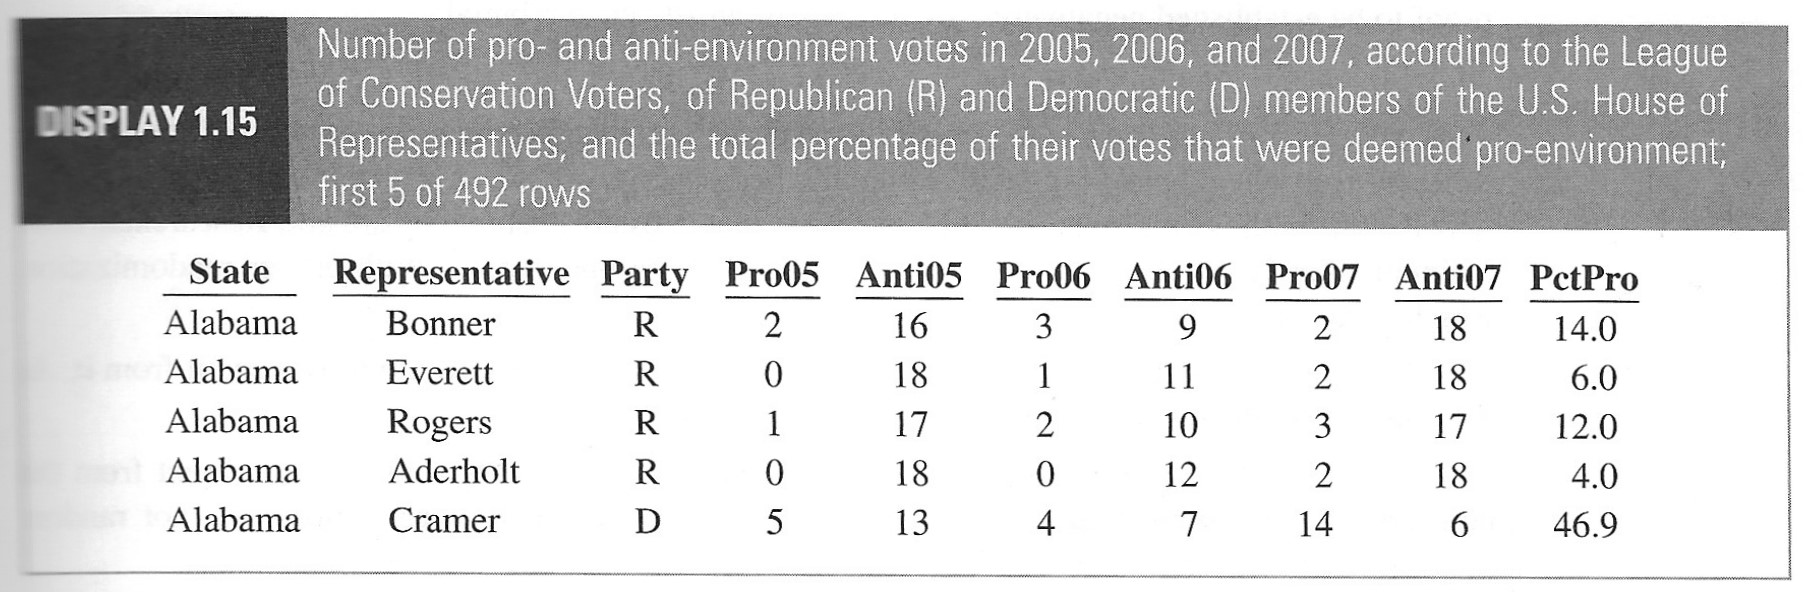 DISPLAY 1.15
Number of pro- and anti-environment votes in 2005, 2006, and 2007, according to the League
of Conservation Voters, of Republican (R) and Democratic (D) members of the U.S. House of
Representatives; and the total percentage of their votes that were deemed pro-environment;
first 5 of 492 rows
State Representative Party Pro05 Anti05 Pro06 Anti06 Pro07 Anti07 PctPro
Alabama Bonner R 2 16 3 9 2 18 14.0
Alabama Everett R 0 18 1 11 2 18 6.0
Alabama Rogers R 1 17 2 10 3 17 12.0
Alabama Aderholt R 0 18 0 12 2 18 4.0
Alabama Cramer D 5 13 4 7 14 6 46.9